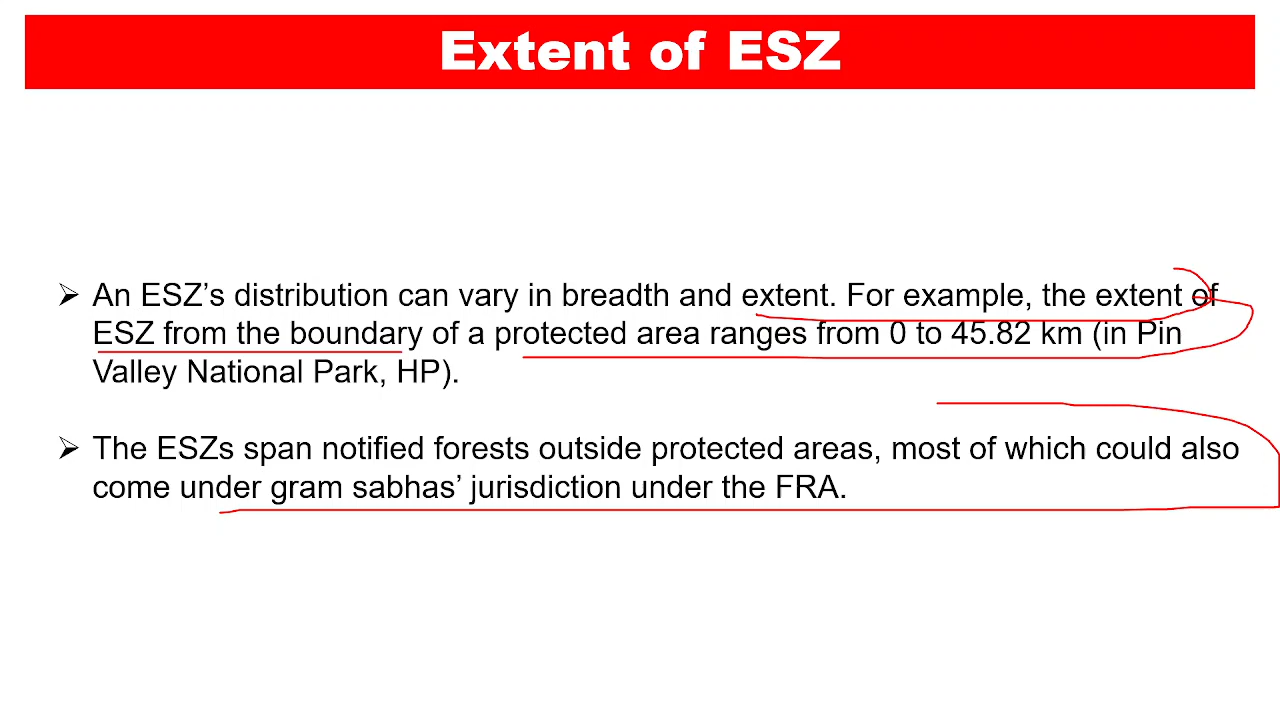 Extent of ESZ
➢ An ESZ’s distribution can vary in breadth and extent. For example, the extent of
ESZ from the boundary of a protected area ranges from 0 to 45.82 km (in Pin
Valley National Park, HP).
➢ The ESZs span notified forests outside protected areas, most of which could also
come under gram sabhas’ jurisdiction under the FRA.